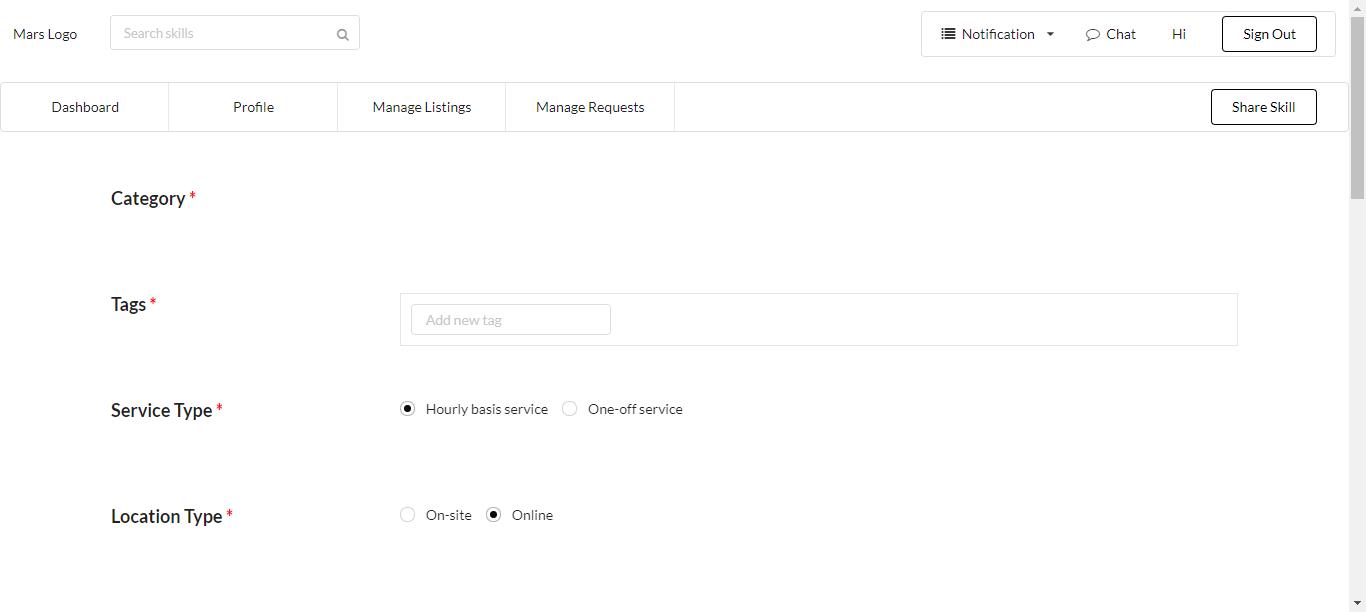 Mars Logo
Search skills
Notification
Chat
Hi
Sign Out
Dashboard
Profile
Manage Listings
Manage Requests
Share Skill
Category *
Tags *
Add new tag
Service Type *
Hourly basis service
One-off service
Location Type *
On-site
Online